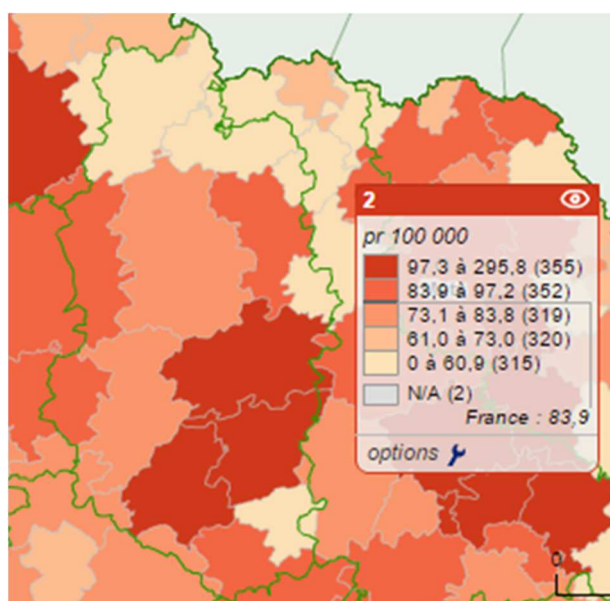 2
pr 100 000
97,3 à 295,8 (355)
83,9 à 97,2 (352)
73,1 à 83,8 (319)
61,0 à 73,0 (320)
0 à 60,9 (315)
N/A (2)
France : 83,9
options
0